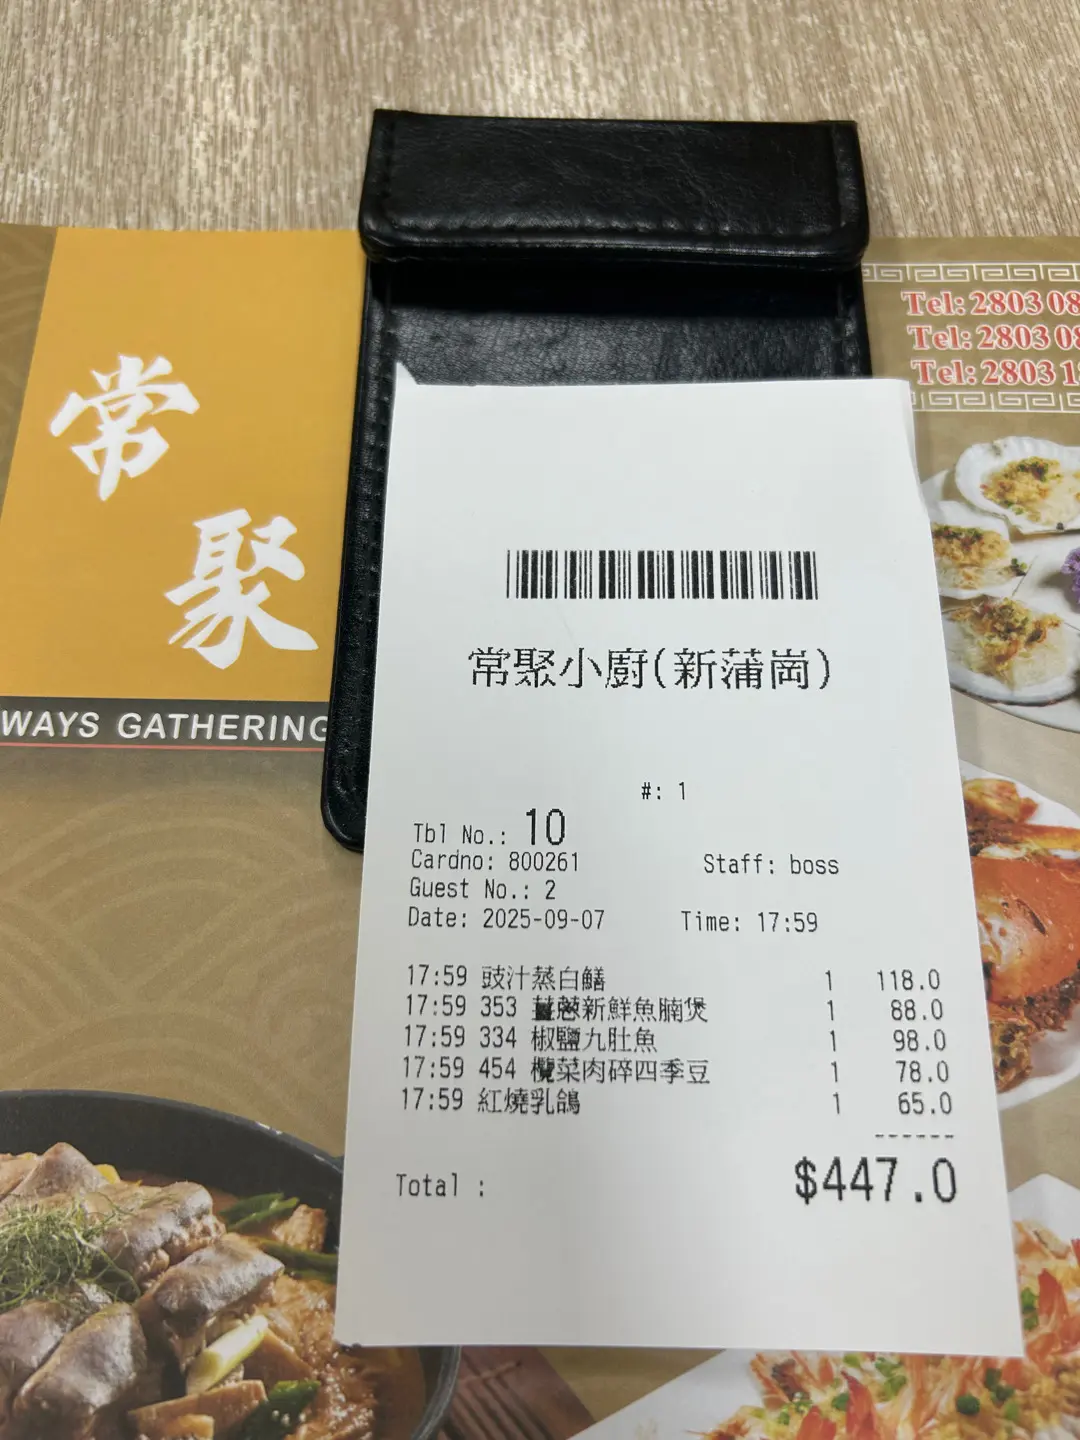 常
聚
WAYS GATHERING
Tel: 2803 08
Tel: 2803 08
Tel: 2803 1
常聚小廚(新蒲崗)
#: 1
Tbl No.: 10
Cardno: 800261 Staff: boss
Guest No.: 2
Date: 2025-09-07 Time: 17:59
17:59 豉汁蒸白鱔 1 118.0
17:59 353 薑蔥新鮮魚腩煲 1 88.0
17:59 334 椒鹽九肚魚 1 98.0
17:59 454 欖菜肉碎四季豆 1 78.0
17:59 紅燒乳鴿 1 65.0
------
Total : $447.0